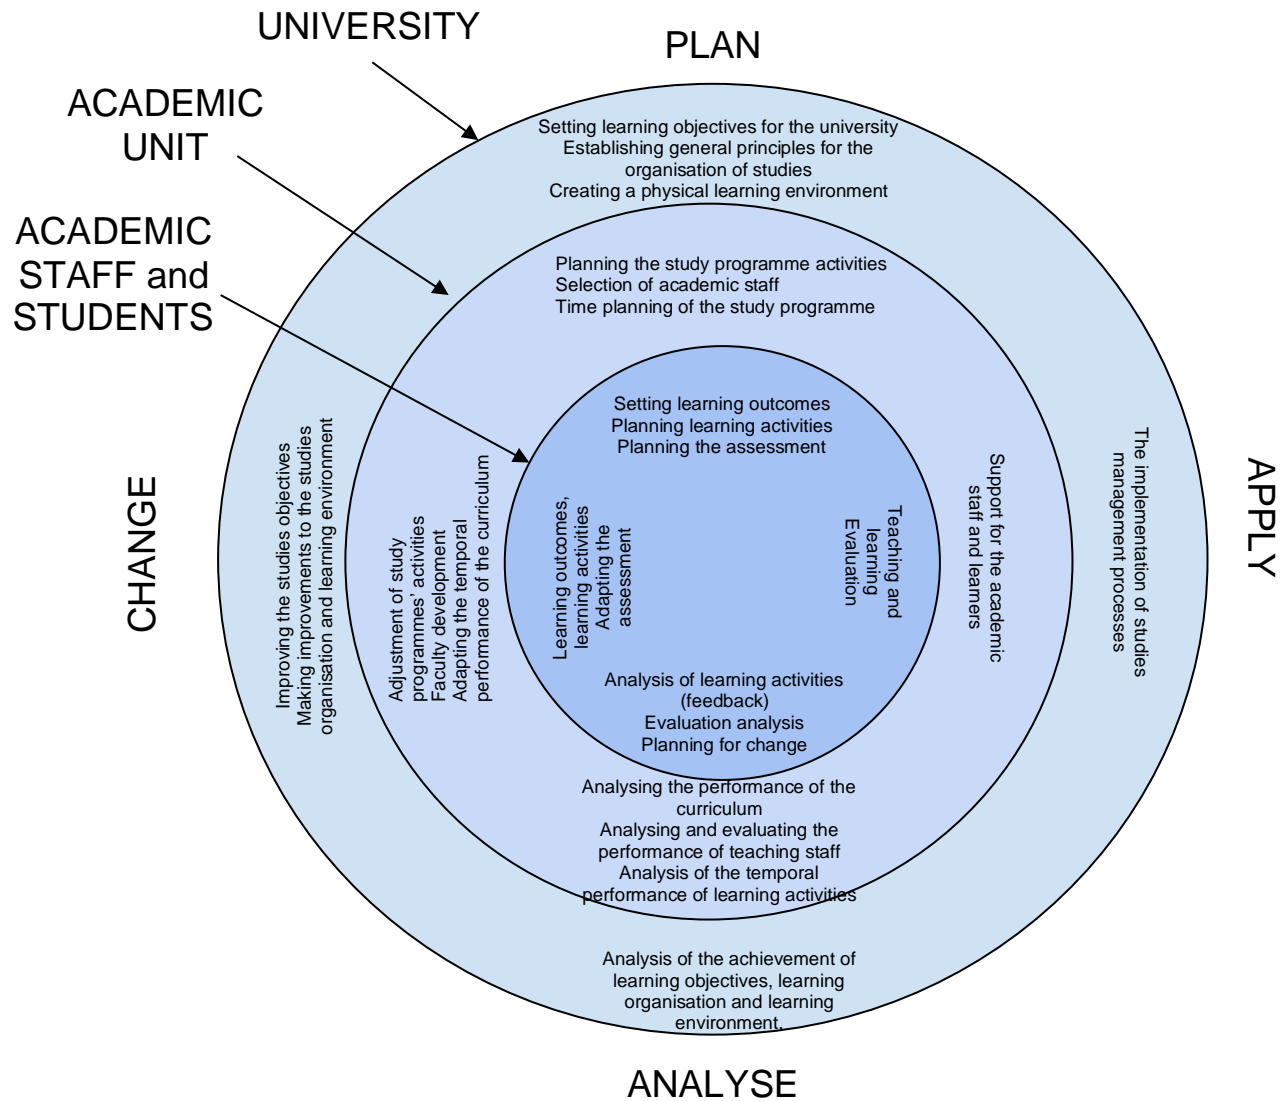 UNIVERSITY
PLAN
ACADEMIC
UNIT
ACADEMIC
STAFF and
STUDENTS
Setting learning objectives for the university
Establishing general principles for the
organisation of studies
Creating a physical learning environment
Planning the study programme activities
Selection of academic staff
Time planning of the study programme
Setting learning outcomes
Planning learning activities
Planning the assessment
CHANGE
Improving the studies objectives
Making improvements to the studies
organisation and learning environment
Adjustment of study
programmes’ activities
Faculty development
Adapting the temporal
performance of the curriculum
Learning outcomes,
learning activities
Adapting the
assessment
Teaching and
learning
Evaluation
Support for the academic
staff and learners
The implementation of studies
management processes
APPLY
Analysis of learning activities
(feedback)
Evaluation analysis
Planning for change
Analysing the performance of the
curriculum
Analysing and evaluating the
performance of teaching staff
Analysis of the temporal
performance of learning activities
Analysis of the achievement of
learning objectives, learning
organisation and learning
environment.
ANALYSE